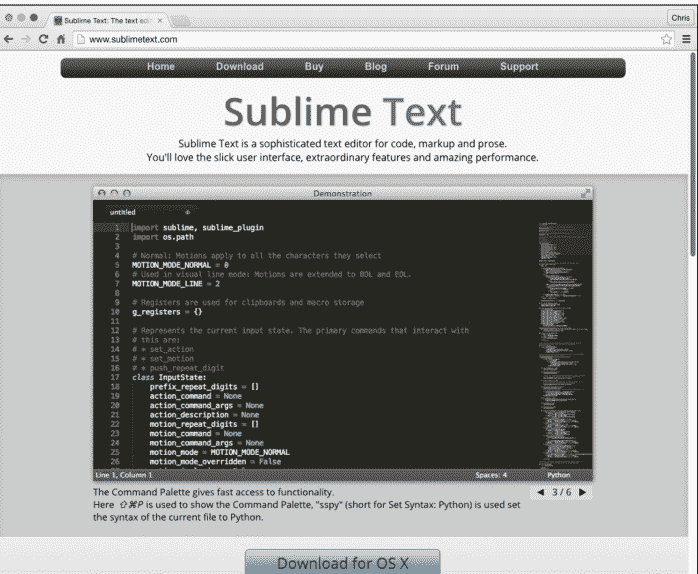 Sublime Text: The text edi
Chris
www.sublimetext.com
Home Download Buy Blog Forum Support
Sublime Text
Sublime Text is a sophisticated text editor for code, markup and prose.
You'll love the slick user interface, extraordinary features and amazing performance.
Demonstration
untitled
1 import sublime, sublime_plugin
2 import os.path
3
4 # Normal: Motions apply to all the characters they select
5 MOTION_MODE_NORMAL = 0
6 # Used in visual line mode: Motions are extended to BOL and EOL.
7 MOTION_MODE_LINE = 2
8
9 # Registers are used for clipboards and macro storage
10 g_registers = {}
11
12 # Represents the current input state. The primary commands that interact with
13 # this are:
14 # * set_action
15 # * set_motion
16 # * push_repeat_digit
17 class InputState:
18 prefix_repeat_digits = []
19 action_command = None
20 action_command_args = None
21 action_description = None
22 motion_repeat_digits = []
23 motion_command = None
24 motion_command_args = None
25 motion_mode = MOTION_MODE_NORMAL
26 motion_mode_overridden = False
Line 1, Column 1 Spaces: 4 Python
The Command Palette gives fast access to functionality.
◀ 3 / 6 ▶
Here ⇧⌘P is used to show the Command Palette, "sspy" (short for Set Syntax: Python) is used set
the syntax of the current file to Python.
Download for OS X